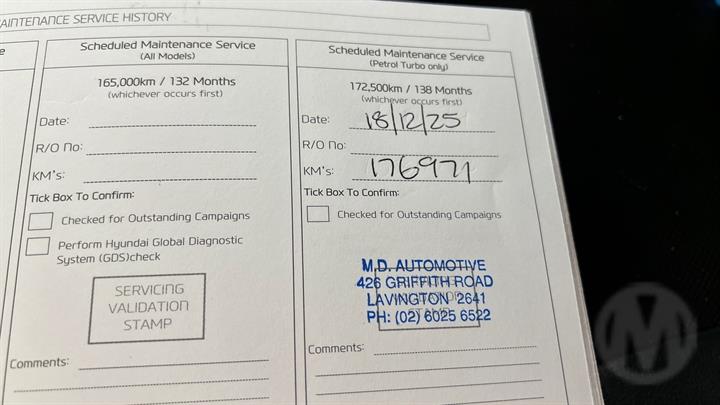 AINTENANCE SERVICE HISTORY
e
Scheduled Maintenance Service
(All Models)
165,000km / 132 Months
(whichever occurs first)
Date:
R/O No:
KM's:
Tick Box To Confirm:
Checked for Outstanding Campaigns
Perform Hyundai Global Diagnostic
System (GDS)check
SERVICING
VALIDATION
STAMP
Comments:
Scheduled Maintenance Service
(Petrol Turbo only)
172,500km / 138 Months
(whichever occurs first)
Date: 18/12/25
R/O No:
KM's: 176971
Tick Box To Confirm:
Checked for Outstanding Campaigns
M.D. AUTOMOTIVE
426 GRIFFITH ROAD
LAVINGTON 2641
PH: (02) 6025 6522
Comments:
M